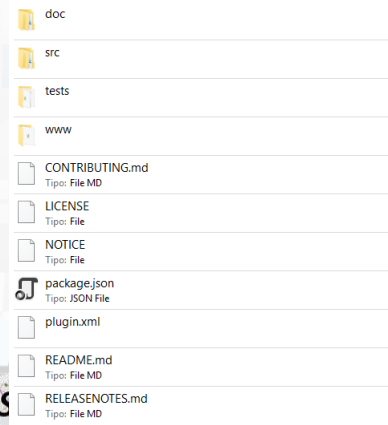 doc
src
tests
www
CONTRIBUTING.md
Tipo: File MD
LICENSE
Tipo: File
NOTICE
Tipo: File
package.json
Tipo: JSON File
plugin.xml
README.md
Tipo: File MD
RELEASENOTES.md
Tipo: File MD